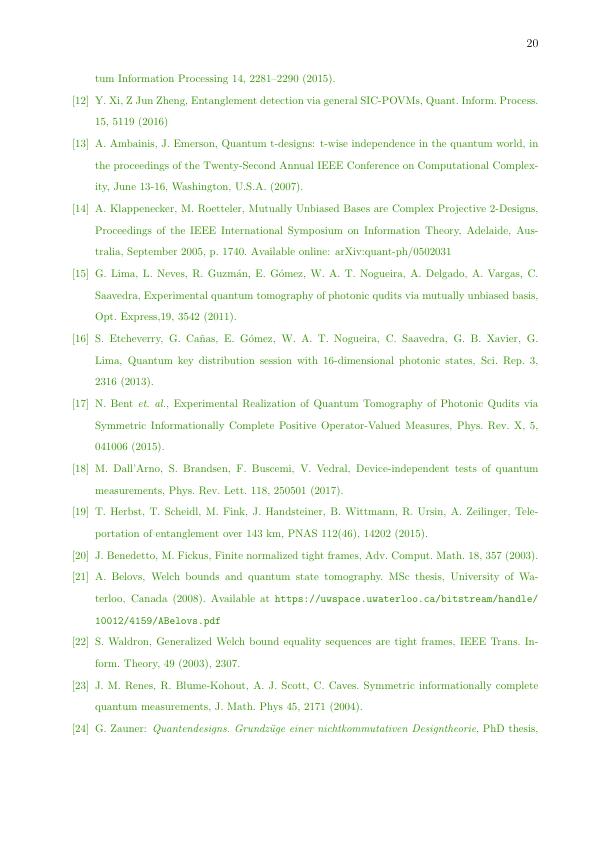 20
tum Information Processing 14, 2281–2290 (2015).
[12] Y. Xi, Z Jun Zheng, Entanglement detection via general SIC-POVMs, Quant. Inform. Process.
15, 5119 (2016)
[13] A. Ambainis, J. Emerson, Quantum t-designs: t-wise independence in the quantum world, in
the proceedings of the Twenty-Second Annual IEEE Conference on Computational Complex-
ity, June 13-16, Washington, U.S.A. (2007).
[14] A. Klappenecker, M. Roetteler, Mutually Unbiased Bases are Complex Projective 2-Designs,
Proceedings of the IEEE International Symposium on Information Theory, Adelaide, Aus-
tralia, September 2005, p. 1740. Available online: arXiv:quant-ph/0502031
[15] G. Lima, L. Neves, R. Guzmán, E. Gómez, W. A. T. Nogueira, A. Delgado, A. Vargas, C.
Saavedra, Experimental quantum tomography of photonic qudits via mutually unbiased basis,
Opt. Express,19, 3542 (2011).
[16] S. Etcheverry, G. Cañas, E. Gómez, W. A. T. Nogueira, C. Saavedra, G. B. Xavier, G.
Lima, Quantum key distribution session with 16-dimensional photonic states, Sci. Rep. 3,
2316 (2013).
[17] N. Bent et. al., Experimental Realization of Quantum Tomography of Photonic Qudits via
Symmetric Informationally Complete Positive Operator-Valued Measures, Phys. Rev. X, 5,
041006 (2015).
[18] M. Dall'Arno, S. Brandsen, F. Buscemi, V. Vedral, Device-independent tests of quantum
measurements, Phys. Rev. Lett. 118, 250501 (2017).
[19] T. Herbst, T. Scheidl, M. Fink, J. Handsteiner, B. Wittmann, R. Ursin, A. Zeilinger, Tele-
portation of entanglement over 143 km, PNAS 112(46), 14202 (2015).
[20] J. Benedetto, M. Fickus, Finite normalized tight frames, Adv. Comput. Math. 18, 357 (2003).
[21] A. Belovs, Welch bounds and quantum state tomography. MSc thesis, University of Wa-
terloo, Canada (2008). Available at https://uwspace.uwaterloo.ca/bitstream/handle/
10012/4159/ABelovs.pdf
[22] S. Waldron, Generalized Welch bound equality sequences are tight frames, IEEE Trans. In-
form. Theory, 49 (2003), 2307.
[23] J. M. Renes, R. Blume-Kohout, A. J. Scott, C. Caves. Symmetric informationally complete
quantum measurements, J. Math. Phys 45, 2171 (2004).
[24] G. Zauner: Quantendesigns. Grundzüge einer nichtkommutativen Designtheorie, PhD thesis,